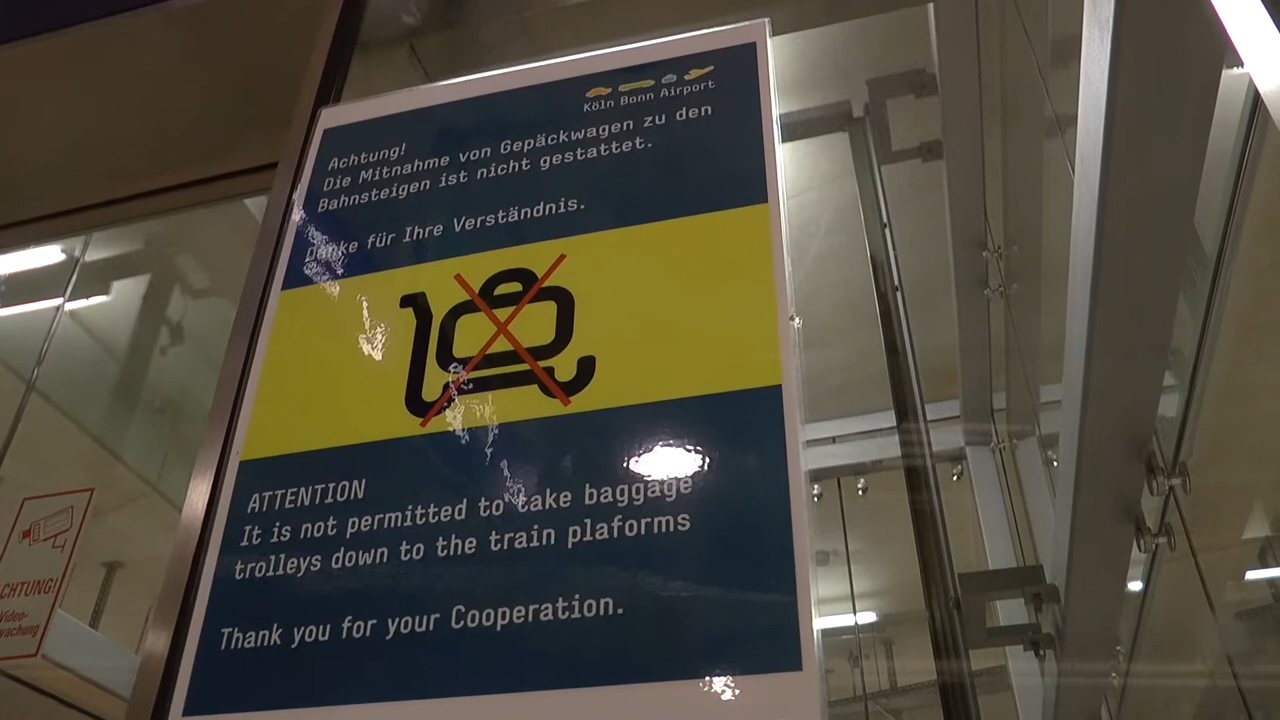 Köln Bonn Airport
Achtung!
Die Mitnahme von Gepäckwagen zu den
Bahnsteigen ist nicht gestattet.
Danke für Ihre Verständnis.
ATTENTION
It is not permitted to take baggage
trolleys down to the train plaforms
Thank you for your Cooperation.
CHTUNG!
Video-
wachung